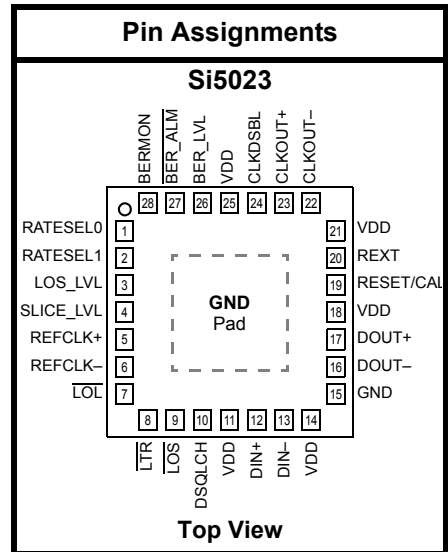 Pin Assignments
Si5023
BERMON
BER_ALM
BER_LVL
VDD
CLKDSBL
CLKOUT+
CLKOUT–
28 27 26 25 24 23 22
RATESEL0 1
RATESEL1 2
LOS_LVL 3
SLICE_LVL 4
REFCLK+ 5
REFCLK– 6
LOL 7
GND
Pad
21 VDD
20 REXT
19 RESET/CAL
18 VDD
17 DOUT+
16 DOUT–
15 GND
8 9 10 11 12 13 14
LTR
LOS
DSQLCH
VDD
DIN+
DIN–
VDD
Top View